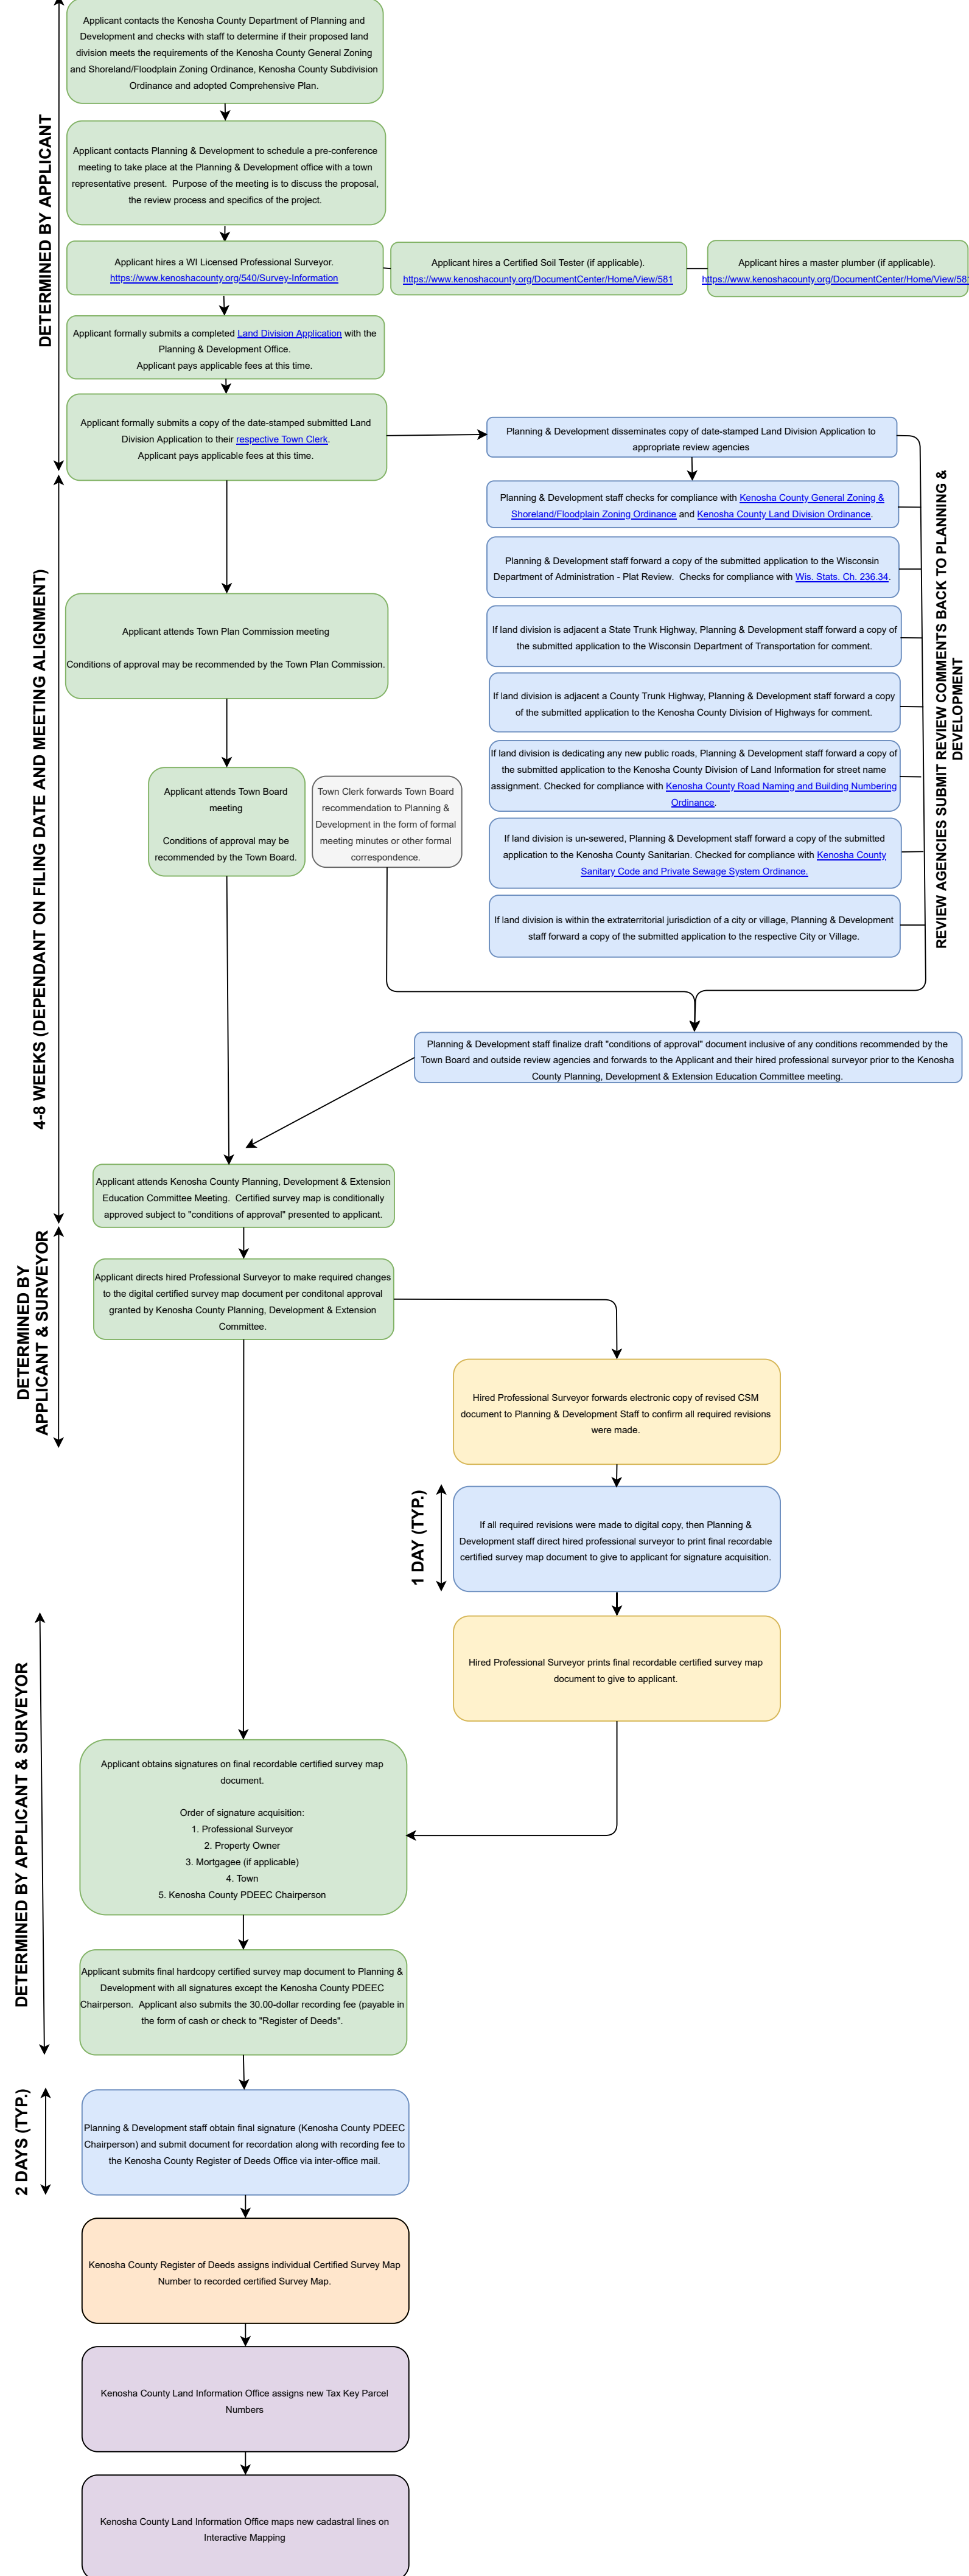 Applicant contacts the Kenosha County Department of Planning and
Development and checks with staff to determine if their proposed land
division meets the requirements of the Kenosha County General Zoning
and Shoreland/Floodplain Zoning Ordinance, Kenosha County Subdivision
Ordinance and adopted Comprehensive Plan.
DETERMINED BY APPLICANT
Applicant contacts Planning & Development to schedule a pre-conference
meeting to take place at the Planning & Development office with a town
representative present. Purpose of the meeting is to discuss the proposal,
the review process and specifics of the project.
Applicant hires a WI Licensed Professional Surveyor.
https://www.kenoshacounty.org/540/Survey-Information
Applicant hires a Certified Soil Tester (if applicable).
https://www.kenoshacounty.org/DocumentCenter/Home/View/581
Applicant hires a master plumber (if applicable).
https://www.kenoshacounty.org/DocumentCenter/Home/View/581
Applicant formally submits a completed Land Division Application with the
Planning & Development Office.
Applicant pays applicable fees at this time.
Applicant formally submits a copy of the date-stamped submitted Land
Division Application to their respective Town Clerk.
Applicant pays applicable fees at this time.
Planning & Development disseminates copy of date-stamped Land Division Application to
appropriate review agencies
Planning & Development staff checks for compliance with Kenosha County General Zoning &
Shoreland/Floodplain Zoning Ordinance and Kenosha County Land Division Ordinance.
Planning & Development staff forward a copy of the submitted application to the Wisconsin
Department of Administration - Plat Review. Checks for compliance with Wis. Stats. Ch. 236.34.
If land division is adjacent a State Trunk Highway, Planning & Development staff forward a copy of
the submitted application to the Wisconsin Department of Transportation for comment.
If land division is adjacent a County Trunk Highway, Planning & Development staff forward a copy
of the submitted application to the Kenosha County Division of Highways for comment.
If land division is dedicating any new public roads, Planning & Development staff forward a copy of
the submitted application to the Kenosha County Division of Land Information for street name
assignment. Checked for compliance with Kenosha County Road Naming and Building Numbering
Ordinance.
If land division is un-sewered, Planning & Development staff forward a copy of the submitted
application to the Kenosha County Sanitarian. Checked for compliance with Kenosha County
Sanitary Code and Private Sewage System Ordinance.
If land division is within the extraterritorial jurisdiction of a city or village, Planning & Development
staff forward a copy of the submitted application to the respective City or Village.
REVIEW AGENCIES SUBMIT REVIEW COMMENTS BACK TO PLANNING &
DEVELOPMENT
4-8 WEEKS (DEPENDANT ON FILING DATE AND MEETING ALIGNMENT)
Applicant attends Town Plan Commission meeting
Conditions of approval may be recommended by the Town Plan Commission.
Applicant attends Town Board
meeting
Conditions of approval may be
recommended by the Town Board.
Town Clerk forwards Town Board
recommendation to Planning &
Development in the form of formal
meeting minutes or other formal
correspondence.
Planning & Development staff finalize draft "conditions of approval" document inclusive of any conditions recommended by the
Town Board and outside review agencies and forwards to the Applicant and their hired professional surveyor prior to the Kenosha
County Planning, Development & Extension Education Committee meeting.
Applicant attends Kenosha County Planning, Development & Extension
Education Committee Meeting. Certified survey map is conditionally
approved subject to "conditions of approval" presented to applicant.
DETERMINED BY
APPLICANT & SURVEYOR
Applicant directs hired Professional Surveyor to make required changes
to the digital certified survey map document per conditonal approval
granted by Kenosha County Planning, Development & Extension
Committee.
Hired Professional Surveyor forwards electronic copy of revised CSM
document to Planning & Development Staff to confirm all required revisions
were made.
1 DAY (TYP.)
If all required revisions were made to digital copy, then Planning &
Development staff direct hired professional surveyor to print final recordable
certified survey map document to give to applicant for signature acquisition.
Hired Professional Surveyor prints final recordable certified survey map
document to give to applicant.
DETERMINED BY APPLICANT & SURVEYOR
Applicant obtains signatures on final recordable certified survey map
document.
Order of signature acquisition:
1. Professional Surveyor
2. Property Owner
3. Mortgagee (if applicable)
4. Town
5. Kenosha County PDEEC Chairperson
Applicant submits final hardcopy certified survey map document to Planning &
Development with all signatures except the Kenosha County PDEEC
Chairperson. Applicant also submits the 30.00-dollar recording fee (payable in
the form of cash or check to "Register of Deeds".
2 DAYS (TYP.)
Planning & Development staff obtain final signature (Kenosha County PDEEC
Chairperson) and submit document for recordation along with recording fee to
the Kenosha County Register of Deeds Office via inter-office mail.
Kenosha County Register of Deeds assigns individual Certified Survey Map
Number to recorded certified Survey Map.
Kenosha County Land Information Office assigns new Tax Key Parcel
Numbers
Kenosha County Land Information Office maps new cadastral lines on
Interactive Mapping